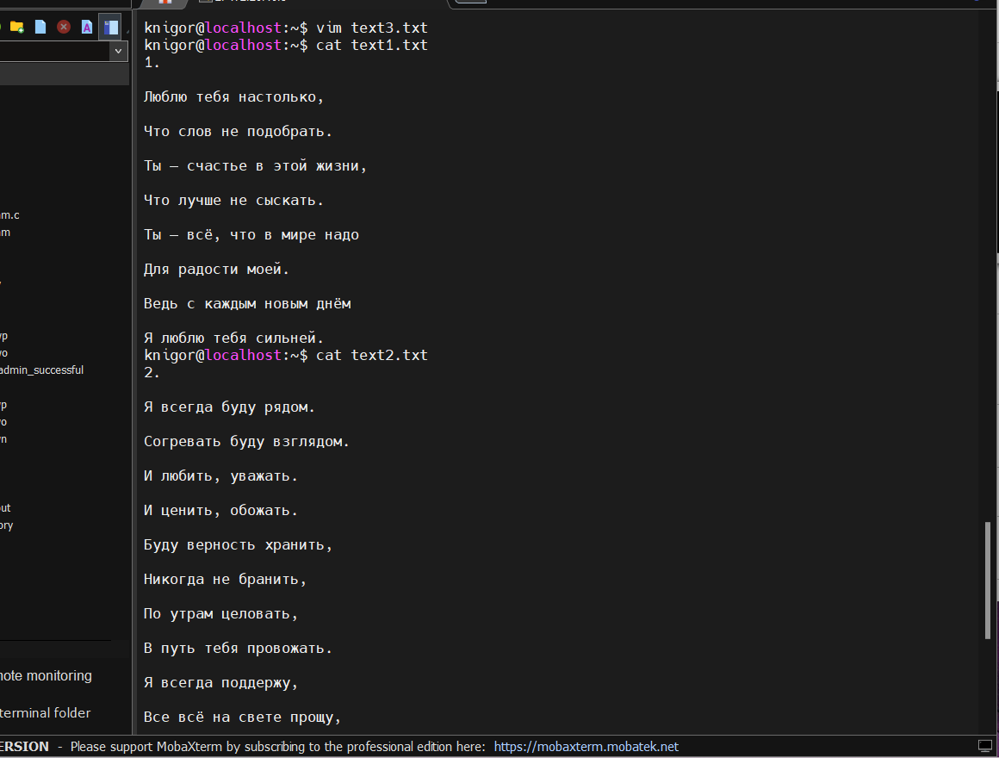 knigor@localhost:~$ vim text3.txt
knigor@localhost:~$ cat text1.txt
1.
Люблю тебя настолько,
Что слов не подобрать.
Ты — счастье в этой жизни,
Что лучше не сыскать.
Ты — всё, что в мире надо
Для радости моей.
Ведь с каждым новым днём
Я люблю тебя сильней.
knigor@localhost:~$ cat text2.txt
2.
Я всегда буду рядом.
Согревать буду взглядом.
И любить, уважать.
И ценить, обожать.
Буду верность хранить,
Никогда не бранить,
По утрам целовать,
В путь тебя провожать.
Я всегда поддержу,
Все всё на свете прощу,
m.c
m
vp
vo
admin_successful
p
o
n
out
ory
note monitoring
terminal folder
ERSION - Please support MobaXterm by subscribing to the professional edition here: https://mobaxterm.mobatek.net